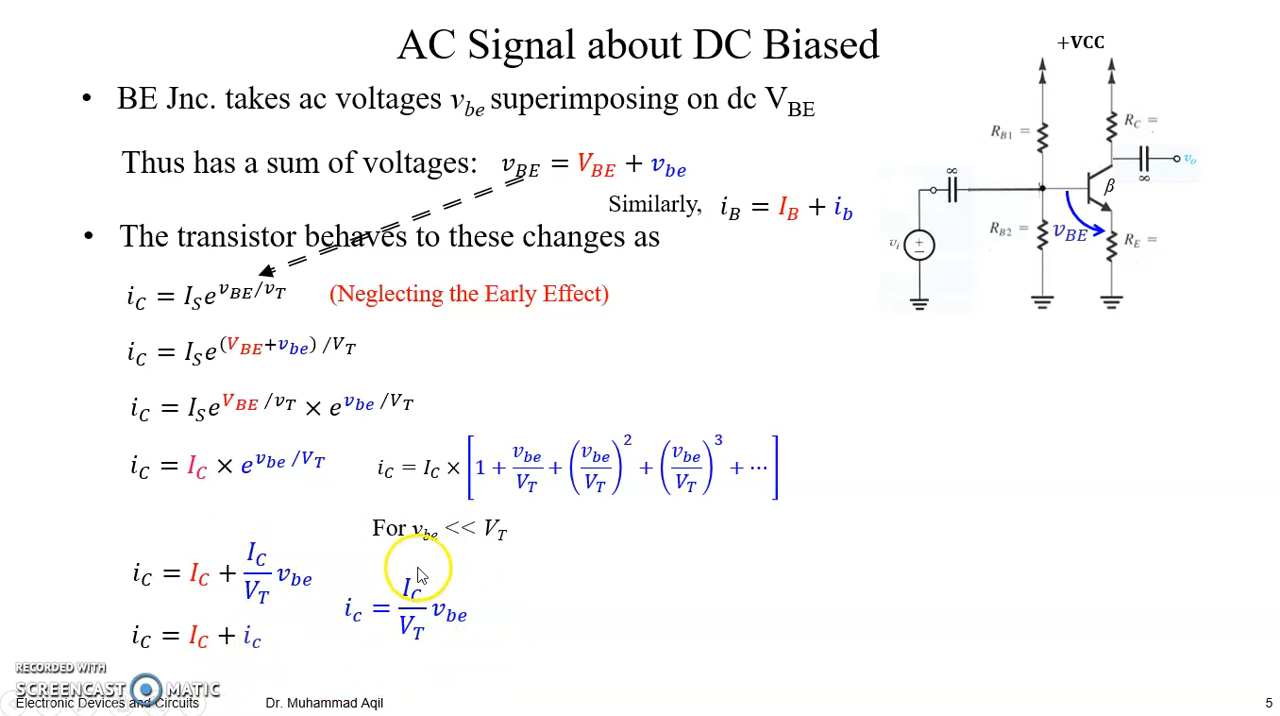 AC Signal about DC Biased
• BE Jnc. takes ac voltages v_be superimposing on dc V_BE
Thus has a sum of voltages: v_BE = V_BE + v_be
Similarly, i_B = I_B + i_b
• The transistor behaves to these changes as
i_C = I_S e^(v_BE/v_T) (Neglecting the Early Effect)
i_C = I_S e^((V_BE+v_be)/V_T)
i_C = I_S e^(V_BE/v_T) × e^(v_be/V_T)
i_C = I_C × e^(v_be/V_T)
i_C = I_C × [1 + v_be/V_T + (v_be/V_T)^2 + (v_be/V_T)^3 + ⋯]
For v_be << V_T
i_C = I_C + I_C/V_T v_be
i_c = I_C/V_T v_be
i_C = I_C + i_c
+VCC
R_B1 =
R_C =
∞
∞
v_o
β
R_B2 =
v_BE
R_E =
v_i
+
−
RECORDED WITH
SCREENCAST MATIC
Electronic Devices and Circuits
Dr. Muhammad Aqil
5